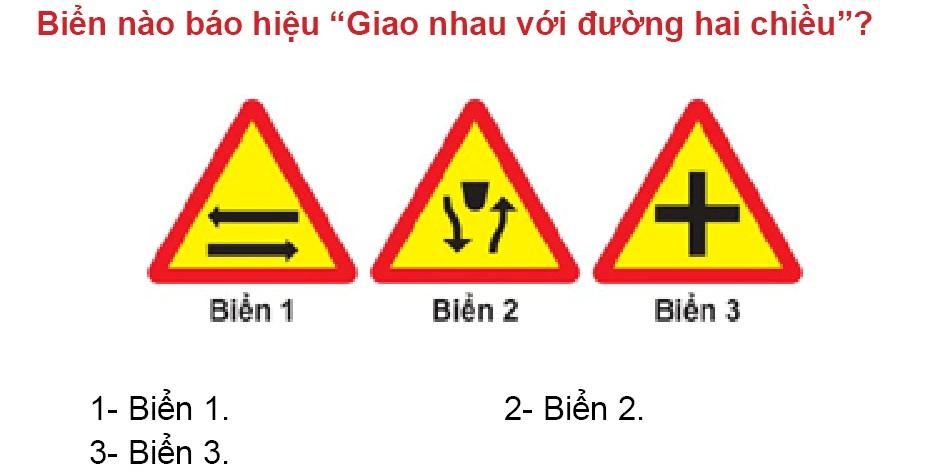 Biển nào báo hiệu “Giao nhau với đường hai chiều”?
Biển 1 Biển 2 Biển 3
1- Biển 1. 2- Biển 2.
3- Biển 3.